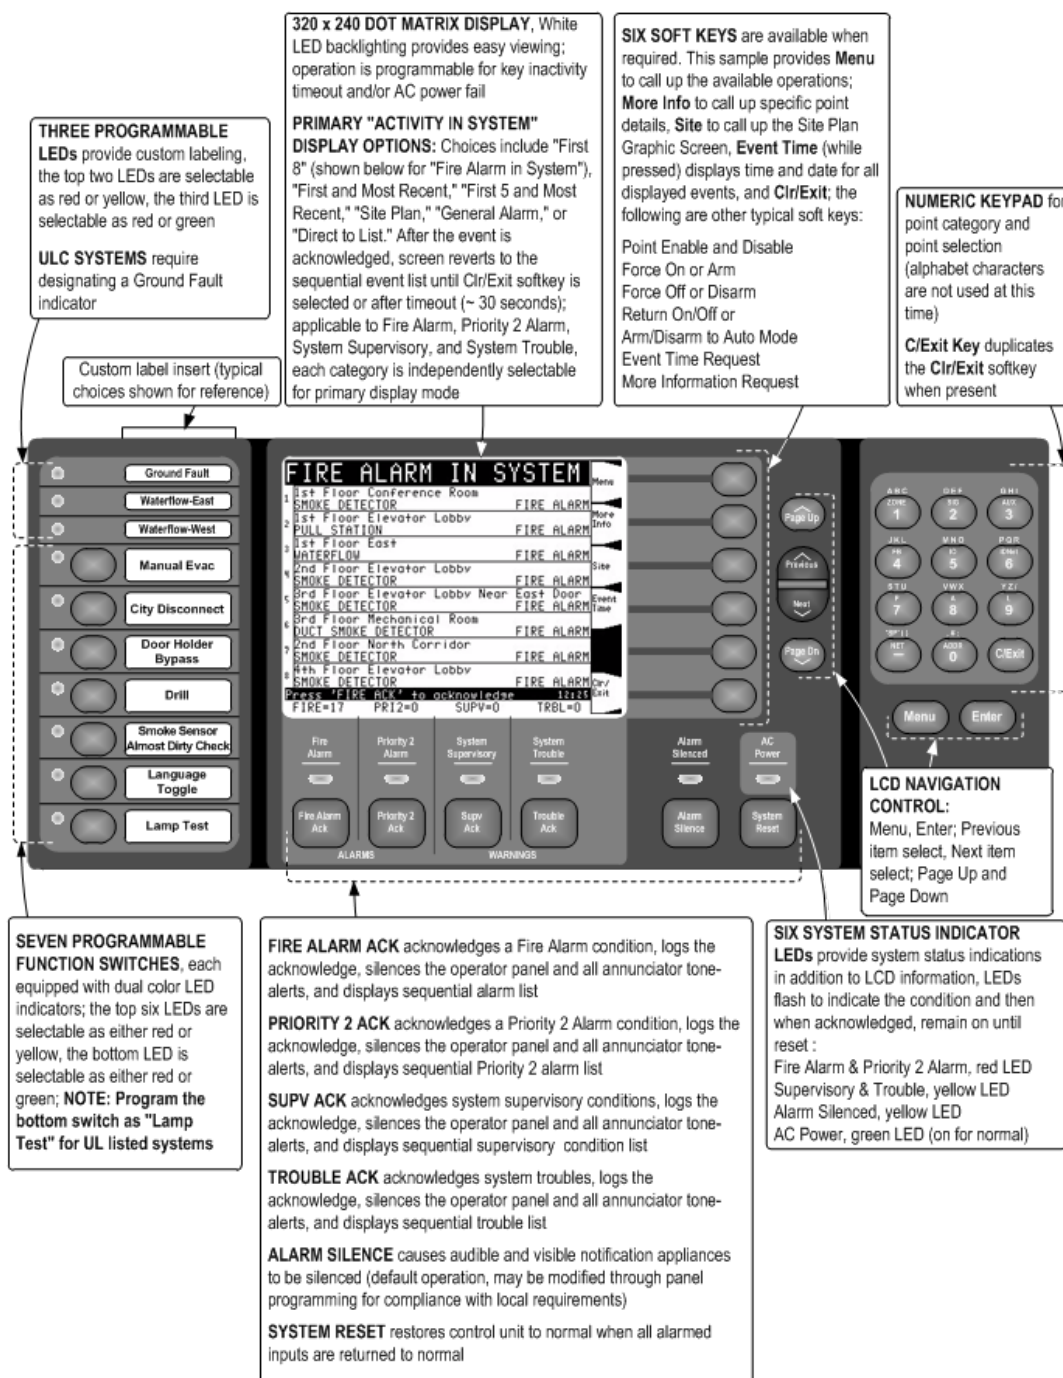 320 x 240 DOT MATRIX DISPLAY, White
LED backlighting provides easy viewing;
operation is programmable for key inactivity
timeout and/or AC power fail
PRIMARY "ACTIVITY IN SYSTEM"
DISPLAY OPTIONS: Choices include "First
8" (shown below for "Fire Alarm in System"),
"First and Most Recent," "First 5 and Most
Recent," "Site Plan," "General Alarm," or
"Direct to List." After the event is
acknowledged, screen reverts to the
sequential event list until Clr/Exit softkey is
selected or after timeout (~ 30 seconds);
applicable to Fire Alarm, Priority 2 Alarm,
System Supervisory, and System Trouble,
each category is independently selectable
for primary display mode
SIX SOFT KEYS are available when
required. This sample provides Menu
to call up the available operations;
More Info to call up specific point
details, Site to call up the Site Plan
Graphic Screen, Event Time (while
pressed) displays time and date for all
displayed events, and Clr/Exit; the
following are other typical soft keys:
Point Enable and Disable
Force On or Arm
Force Off or Disarm
Return On/Off or
Arm/Disarm to Auto Mode
Event Time Request
More Information Request
THREE PROGRAMMABLE
LEDs provide custom labeling,
the top two LEDs are selectable
as red or yellow, the third LED is
selectable as red or green
ULC SYSTEMS require
designating a Ground Fault
indicator
NUMERIC KEYPAD for
point category and
point selection
(alphabet characters
are not used at this
time)
C/Exit Key duplicates
the Clr/Exit softkey
when present
Custom label insert (typical
choices shown for reference)
Ground Fault
Waterflow-East
Waterflow-West
Manual Evac
City Disconnect
Door Holder
Bypass
Drill
Smoke Sensor
Almost Dirty Check
Language
Toggle
Lamp Test
FIRE ALARM IN SYSTEM
1 1st Floor Conference Room
SMOKE DETECTOR FIRE ALARM
2 1st Floor Elevator Lobby
PULL STATION FIRE ALARM
3 1st Floor East
WATERFLOW FIRE ALARM
4 2nd Floor Elevator Lobby
SMOKE DETECTOR FIRE ALARM
5 3rd Floor Elevator Lobby Near East Door
SMOKE DETECTOR FIRE ALARM
6 3rd Floor Mechanical Room
DUCT SMOKE DETECTOR FIRE ALARM
7 2nd Floor North Corridor
SMOKE DETECTOR FIRE ALARM
8 4th Floor Elevator Lobby
SMOKE DETECTOR FIRE ALARM
Press 'FIRE ACK' to acknowledge 12:25
FIRE=17 PRI2=0 SUPV=0 TRBL=0
Menu
More
Info
Site
Event
Time
Clr/
Exit
Page Up
Previous
Next
Page Dn
ABC DEF GHI
ZONE SIG AUX
1 2 3
JKL MNO PQR
FB IO IDNet
4 5 6
STU VWX YZ/
P A L
7 8 9
NET ADDR
0 C/Exit
Menu Enter
Fire
Alarm
Priority 2
Alarm
System
Supervisory
System
Trouble
Alarm
Silenced
AC
Power
Fire Alarm
Ack
Priority 2
Ack
Supv
Ack
Trouble
Ack
Alarm
Silence
System
Reset
ALARMS WARNINGS
LCD NAVIGATION
CONTROL:
Menu, Enter; Previous
item select, Next item
select; Page Up and
Page Down
SEVEN PROGRAMMABLE
FUNCTION SWITCHES, each
equipped with dual color LED
indicators; the top six LEDs are
selectable as either red or
yellow, the bottom LED is
selectable as either red or
green; NOTE: Program the
bottom switch as "Lamp
Test" for UL listed systems
FIRE ALARM ACK acknowledges a Fire Alarm condition, logs the
acknowledge, silences the operator panel and all annunciator tone-
alerts, and displays sequential alarm list
PRIORITY 2 ACK acknowledges a Priority 2 Alarm condition, logs the
acknowledge, silences the operator panel and all annunciator tone-
alerts, and displays sequential Priority 2 alarm list
SUPV ACK acknowledges system supervisory conditions, logs the
acknowledge, silences the operator panel and all annunciator tone-
alerts, and displays sequential supervisory condition list
TROUBLE ACK acknowledges system troubles, logs the
acknowledge, silences the operator panel and all annunciator tone-
alerts, and displays sequential trouble list
ALARM SILENCE causes audible and visible notification appliances
to be silenced (default operation, may be modified through panel
programming for compliance with local requirements)
SYSTEM RESET restores control unit to normal when all alarmed
inputs are returned to normal
SIX SYSTEM STATUS INDICATOR
LEDs provide system status indications
in addition to LCD information, LEDs
flash to indicate the condition and then
when acknowledged, remain on until
reset :
Fire Alarm & Priority 2 Alarm, red LED
Supervisory & Trouble, yellow LED
Alarm Silenced, yellow LED
AC Power, green LED (on for normal)